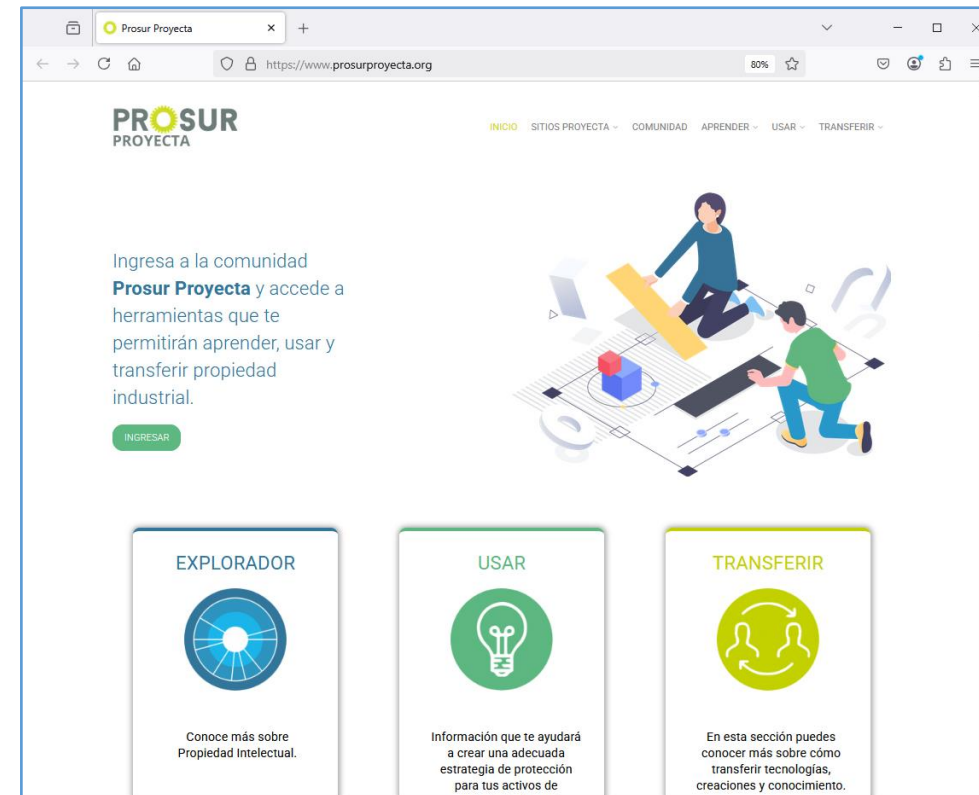 Prosur Proyecta
https://www.prosurproyecta.org
80%
PROSUR
PROYECTA
INICIO SITIOS PROYECTA COMUNIDAD APRENDER USAR TRANSFERIR
Ingresa a la comunidad
Prosur Proyecta y accede a
herramientas que te
permitirán aprender, usar y
transferir propiedad
industrial.
INGRESAR
EXPLORADOR
Conoce más sobre
Propiedad Intelectual.
USAR
Información que te ayudará
a crear una adecuada
estrategia de protección
para tus activos de
TRANSFERIR
En esta sección puedes
conocer más sobre cómo
transferir tecnologías,
creaciones y conocimiento.